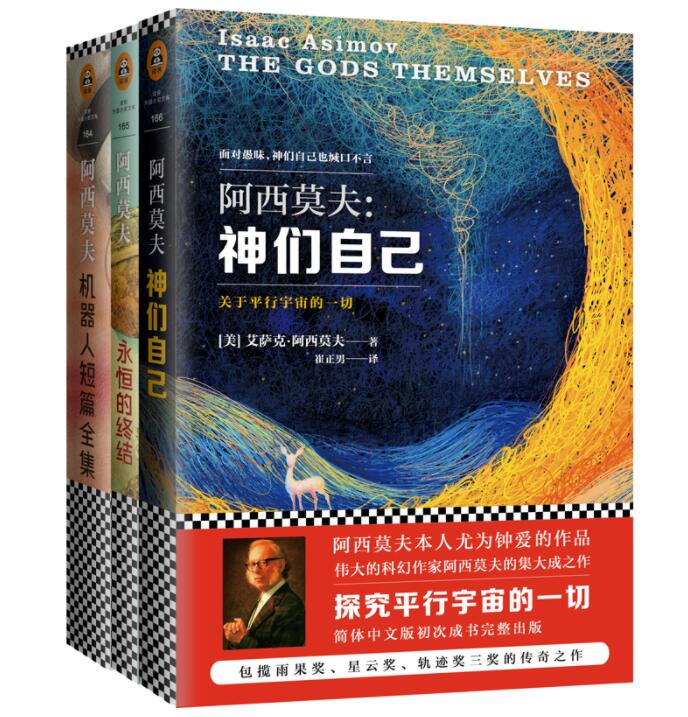 Isaac Asimov
THE GODS THEMSELVES
面对愚昧，神们自己也缄口不言
阿西莫夫：
神们自己
关于平行宇宙的一切
[美] 艾萨克·阿西莫夫——著
崔正男——译
阿西莫夫本人尤为钟爱的作品
伟大的科幻作家阿西莫夫的集大成之作
探究平行宇宙的一切
简体中文版初次成书完整出版
包揽雨果奖、星云奖、轨迹奖三奖的传奇之作
164
阿西莫夫
机器人短篇全集
165
阿西莫夫
永恒的终结
166
阿西莫夫
神们自己